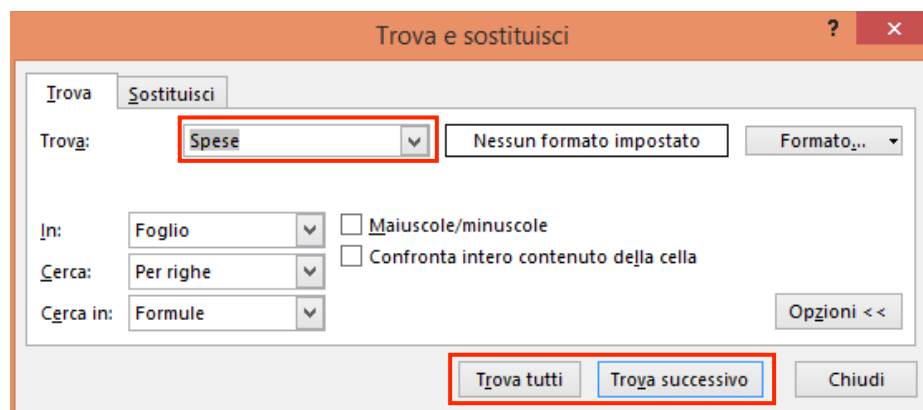 Trova e sostituisci ?
Trova Sostituisci
Trova: Spese Nessun formato impostato Formato...
In: Foglio Maiuscole/minuscole
Confronta intero contenuto della cella
Cerca: Per righe
Cerca in: Formule
Opzioni <<
Trova tutti Trova successivo Chiudi